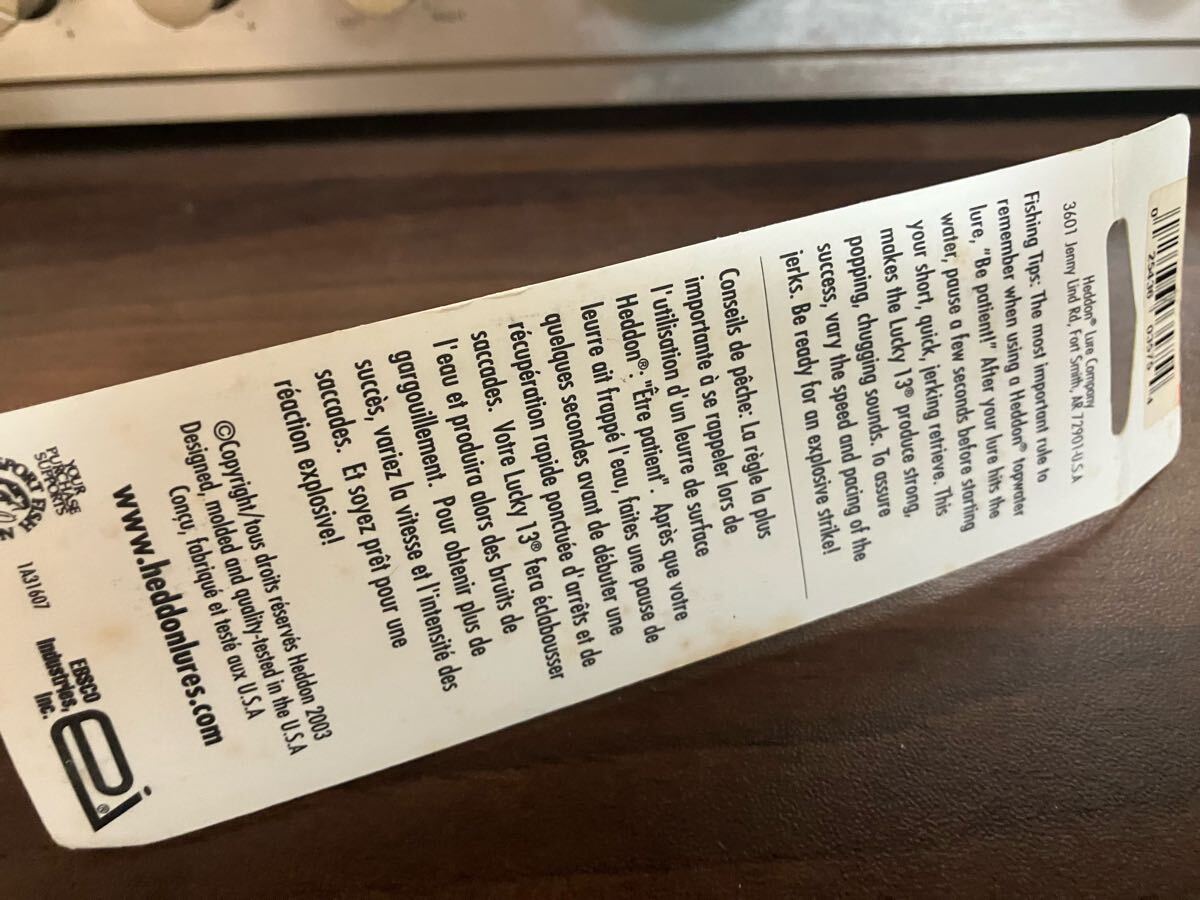 0 25436 03575 4
Heddon® Lure Company
3601 Jenny Lind Rd, Fort Smith, AR 72901-U.S.A
Fishing Tips: The most important rule to
remember when using a Heddon® topwater
lure, "Be patient!" After your lure hits the
water, pause a few seconds before starting
your short, quick, jerking retrieve. This
makes the Lucky 13® produce strong,
popping, chugging sounds. To assure
success, vary the speed and pacing of the
jerks. Be ready for an explosive strike!
Conseils de pêche: La règle la plus
importante à se rappeler lors de
l'utilisation d'un leurre de surface
Heddon®: "Être patient". Après que votre
leurre ait frappé l'eau, faites une pause de
quelques secondes avant de débuter une
récupération rapide ponctuée d'arrêts et de
saccades. Votre Lucky 13® fera éclabousser
l'eau et produira alors des bruits de
gargouillement. Pour obtenir plus de
succès, variez la vitesse et l'intensité des
saccades. Et soyez prêt pour une
réaction explosive!
©Copyright/tous droits réservés Heddon 2003
Designed, molded and quality-tested in the U.S.A
Conçu, fabriqué et testé aux U.S.A
www.heddonlures.com
YOUR
PURCHASE
SUPPORTS
SPORT FISH
1A31607
EBSCO
Industries,
Inc.
ei®